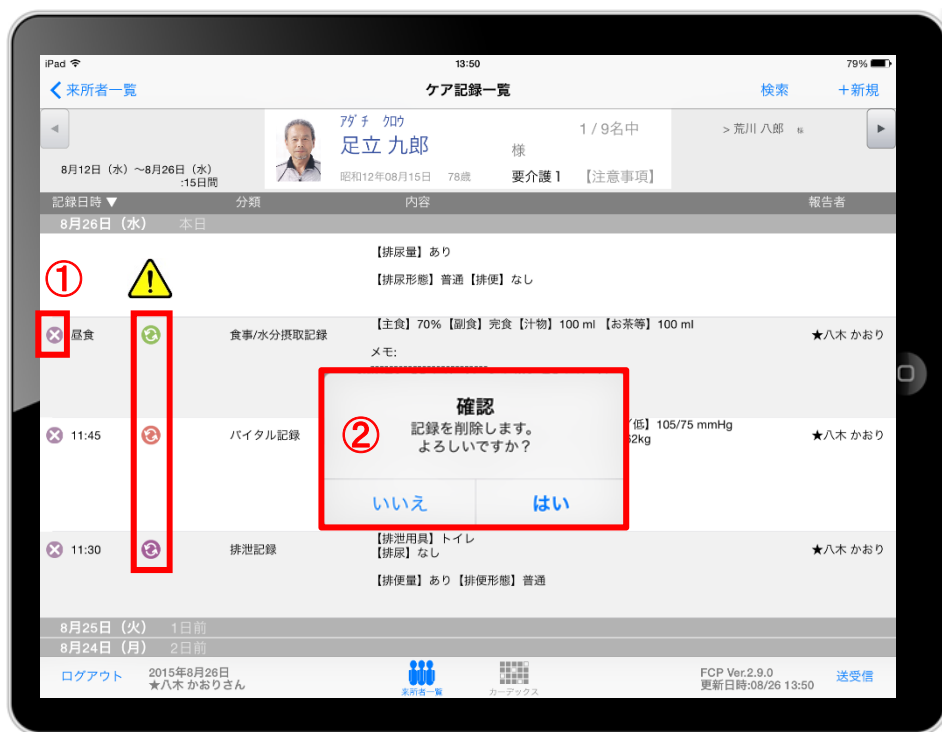 iPad 13:50 79%
来所者一覧 ケア記録一覧 検索 +新規
アダチ クロウ
足立 九郎 様 1 / 9名中 > 荒川 八郎
8月12日（水）～8月26日（水）
:15日間
昭和12年08月15日 78歳 要介護 1 【注意事項】
記録日時▼ 分類 内容 報告者
8月26日（水） 本日
【排尿量】あり
① 【排尿形態】普通【排便】なし
昼食 食事/水分摂取記録 【主食】70%【副食】完食【汁物】100 ml 【お茶等】100 ml ★八木 かおり
メモ:
確認
② 記録を削除します。
よろしいですか？
いいえ はい
11:45 バイタル記録 低】105/75 mmHg ★八木 かおり
2kg
11:30 排泄記録 【排泄用具】トイレ ★八木 かおり
【排尿】なし
【排便量】あり【排便形態】普通
8月25日（火） 1日前
8月24日（月） 2日前
ログアウト 2015年8月26日
★八木 かおりさん
来所者一覧 カーデックス
FCP Ver.2.9.0
更新日時:08/26 13:50 送受信